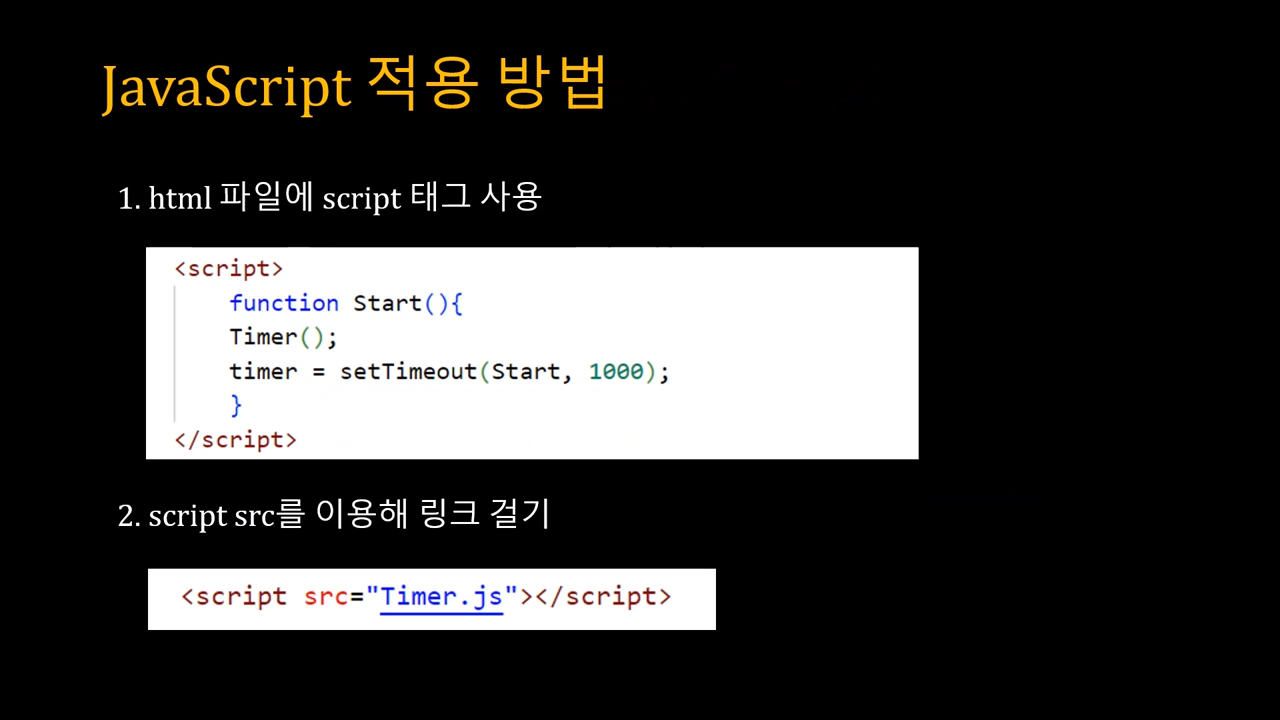 JavaScript 적용 방법
1. html 파일에 script 태그 사용
<script>
function Start(){
Timer();
timer = setTimeout(Start, 1000);
}
</script>
2. script src를 이용해 링크 걸기
<script src="Timer.js"></script>